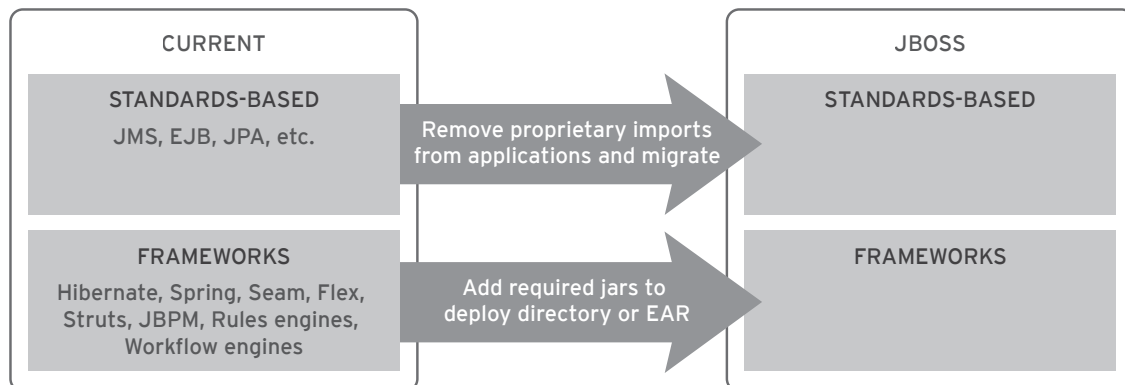 CURRENT
STANDARDS-BASED
JMS, EJB, JPA, etc.
FRAMEWORKS
Hibernate, Spring, Seam, Flex,
Struts, JBPM, Rules engines,
Workflow engines
Remove proprietary imports
from applications and migrate
Add required jars to
deploy directory or EAR
JBOSS
STANDARDS-BASED
FRAMEWORKS